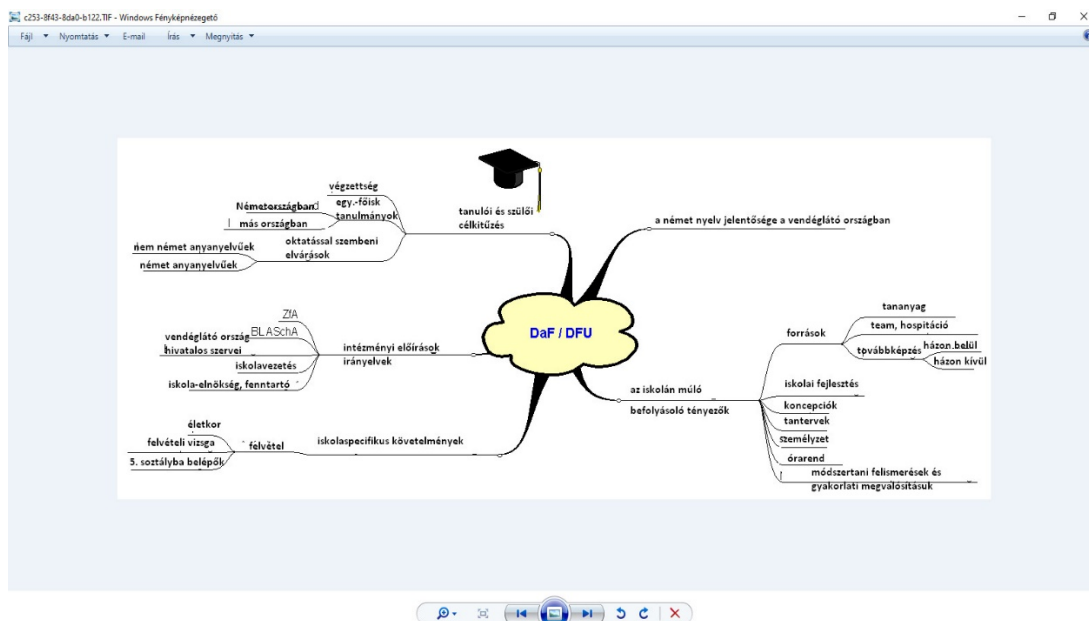 c253-8f43-8da0-b122.TIF - Windows Fényképnézegető
Fájl Nyomtatás E-mail Írás Megnyitás
végzettség
egy.-főisk
tanulmányok
Németországban
más országban
oktatással szembeni
elvárások
nem német anyanyelvűek
német anyanyelvűek
tanulói és szülői
célkitűzés
a német nyelv jelentősége a vendéglátó országban
DaF / DFU
ZfA
BLASchA
vendéglátó ország
hivatalos szervei
iskolavezetés
iskola-elnökség, fenntartó
intézményi előírások
irányelvek
életkor
felvételi vizsga
5. sosztályba belépők
felvétel
iskolaspecifikus követelmények
az iskolán múló
befolyásoló tényezők
források
tananyag
team, hospitáció
továbbképzés
házon belül
házon kívül
iskolai fejlesztés
koncepciók
tantervek
személyzet
órarend
módszertani felismerések és
gyakorlati megvalósításuk